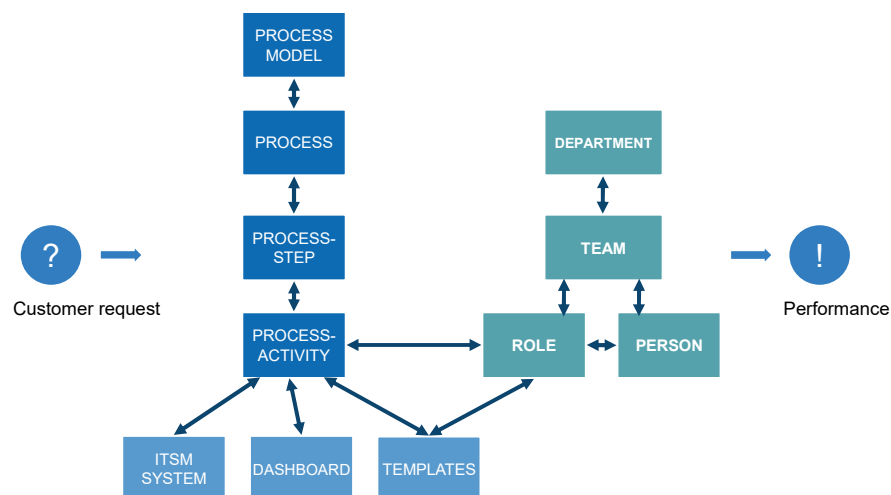 PROCESS
MODEL
PROCESS
DEPARTMENT
?
PROCESS-
STEP
TEAM
!
Customer request
Performance
PROCESS-
ACTIVITY
ROLE
PERSON
ITSM
SYSTEM
DASHBOARD
TEMPLATES